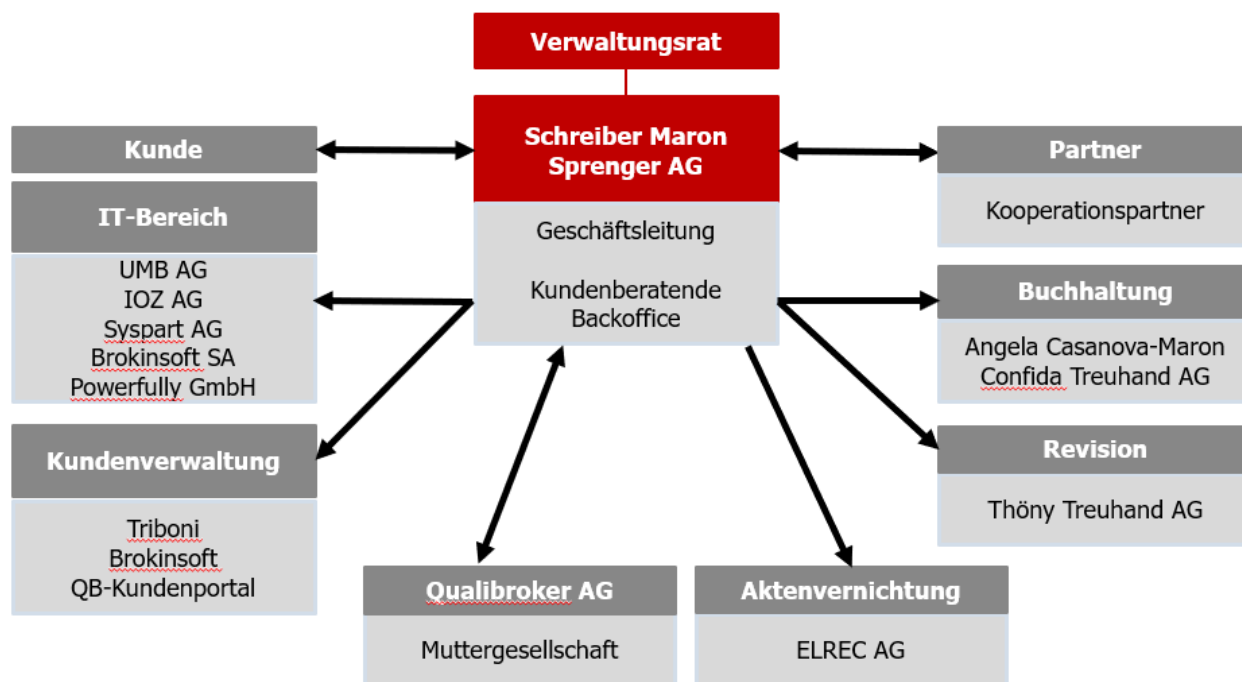 Verwaltungsrat
Schreiber Maron
Sprenger AG
Geschäftsleitung
Kundenberatende
Backoffice
Kunde
IT-Bereich
UMB AG
IOZ AG
Syspart AG
Brokinsoft SA
Powerfully GmbH
Kundenverwaltung
Triboni
Brokinsoft
QB-Kundenportal
Partner
Kooperationspartner
Buchhaltung
Angela Casanova-Maron
Confida Treuhand AG
Revision
Thöny Treuhand AG
Qualibroker AG
Muttergesellschaft
Aktenvernichtung
ELREC AG